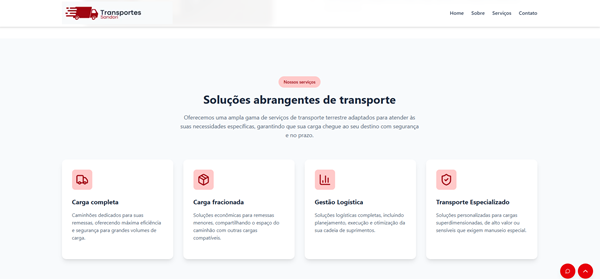 Transportes
Sandori
Home Sobre Serviços Contato
Nossos serviços
Soluções abrangentes de transporte
Oferecemos uma ampla gama de serviços de transporte terrestre adaptados para atender às
suas necessidades específicas, garantindo que sua carga chegue ao seu destino com segurança
e no prazo.
Carga completa
Caminhões dedicados para suas
remessas, oferecendo máxima eficiência
e segurança para grandes volumes de
carga.
Carga fracionada
Soluções econômicas para remessas
menores, compartilhando o espaço do
caminhão com outras cargas
compatíveis.
Gestão Logística
Soluções logísticas completas, incluindo
planejamento, execução e otimização da
sua cadeia de suprimentos.
Transporte Especializado
Soluções personalizadas para cargas
superdimensionadas, de alto valor ou
sensíveis que exigem manuseio especial.